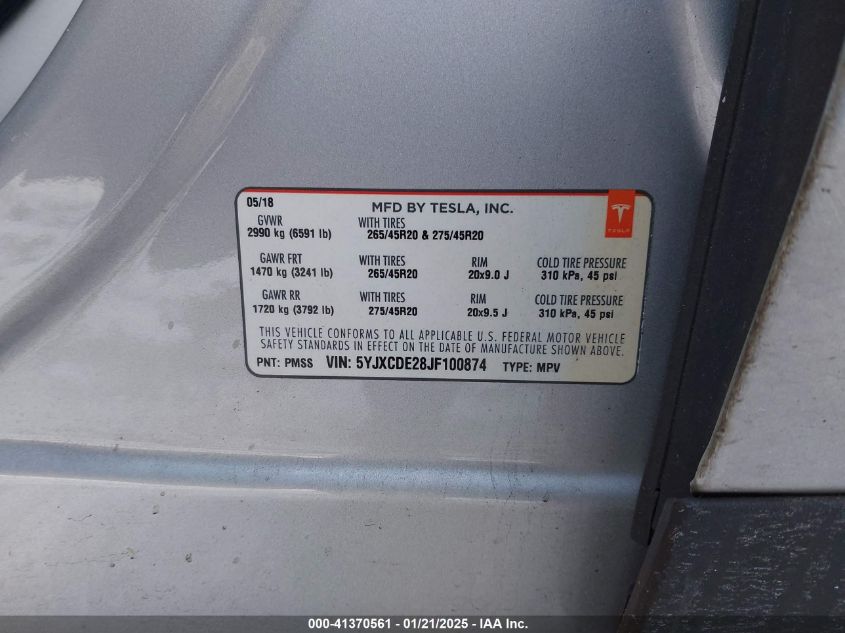 05/18 MFD BY TESLA, INC.
TESLA
GVWR WITH TIRES
2990 kg (6591 lb) 265/45R20 & 275/45R20
GAWR FRT WITH TIRES RIM COLD TIRE PRESSURE
1470 kg (3241 lb) 265/45R20 20x9.0 J 310 kPa, 45 psi
GAWR RR WITH TIRES RIM COLD TIRE PRESSURE
1720 kg (3792 lb) 275/45R20 20x9.5 J 310 kPa, 45 psi
THIS VEHICLE CONFORMS TO ALL APPLICABLE U.S. FEDERAL MOTOR VEHICLE
SAFETY STANDARDS IN EFFECT ON THE DATE OF MANUFACTURE SHOWN ABOVE.
PNT: PMSS VIN: 5YJXCDE28JF100874 TYPE: MPV
000-41370561 - 01/21/2025 - IAA Inc.